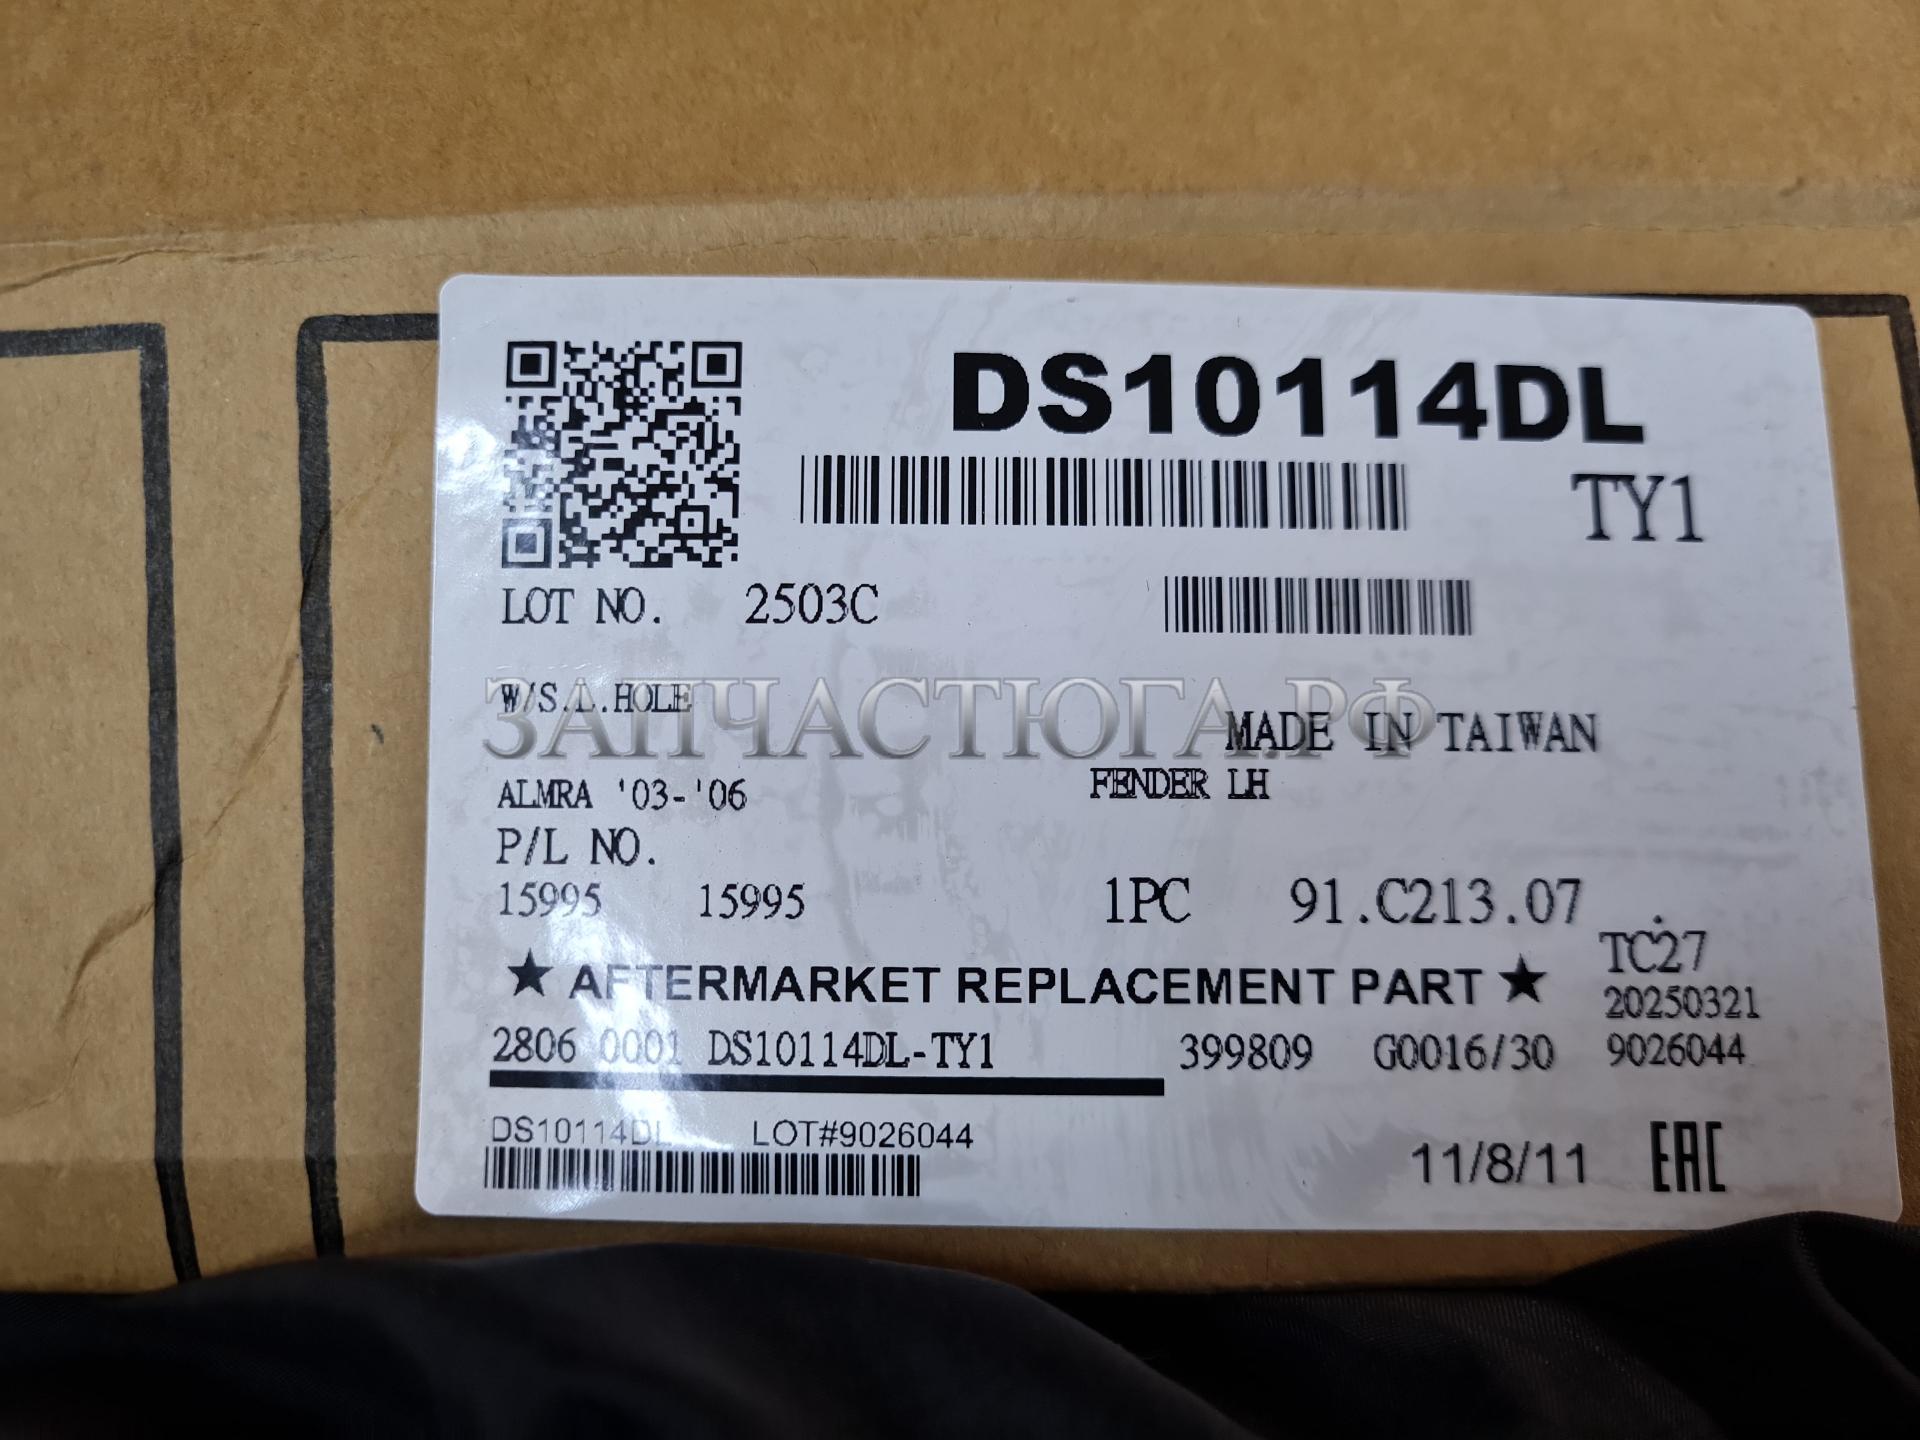 DS10114DL
TY1
LOT NO. 2503C
W/S.L.HOLE
ЗАПЧАСТЮГА.РФ
MADE IN TAIWAN
ALMRA '03-'06
FENDER LH
P/L NO.
15995 15995 1PC 91.C213.07
TC27
★ AFTERMARKET REPLACEMENT PART ★
20250321
2806 0001 DS10114DL-TY1 399809 G0016/30 9026044
DS10114DL LOT#9026044
11/8/11 EAC